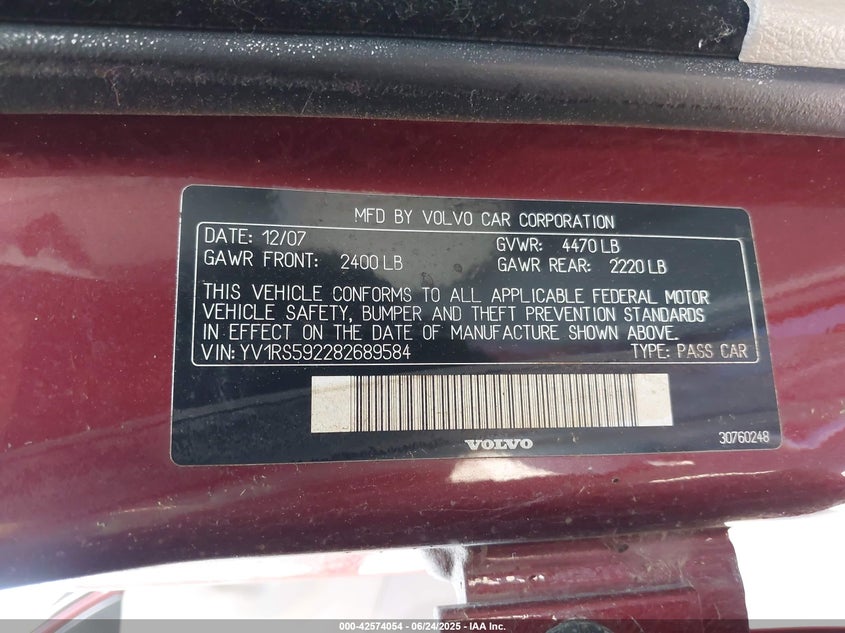 MFD BY VOLVO CAR CORPORATION
DATE: 12/07 GVWR: 4470 LB
GAWR FRONT: 2400 LB GAWR REAR: 2220 LB
THIS VEHICLE CONFORMS TO ALL APPLICABLE FEDERAL MOTOR
VEHICLE SAFETY, BUMPER AND THEFT PREVENTION STANDARDS
IN EFFECT ON THE DATE OF MANUFACTURE SHOWN ABOVE.
VIN: YV1RS592282689584 TYPE: PASS CAR
VOLVO
30760248
000-42574054 - 06/24/2025 - IAA Inc.